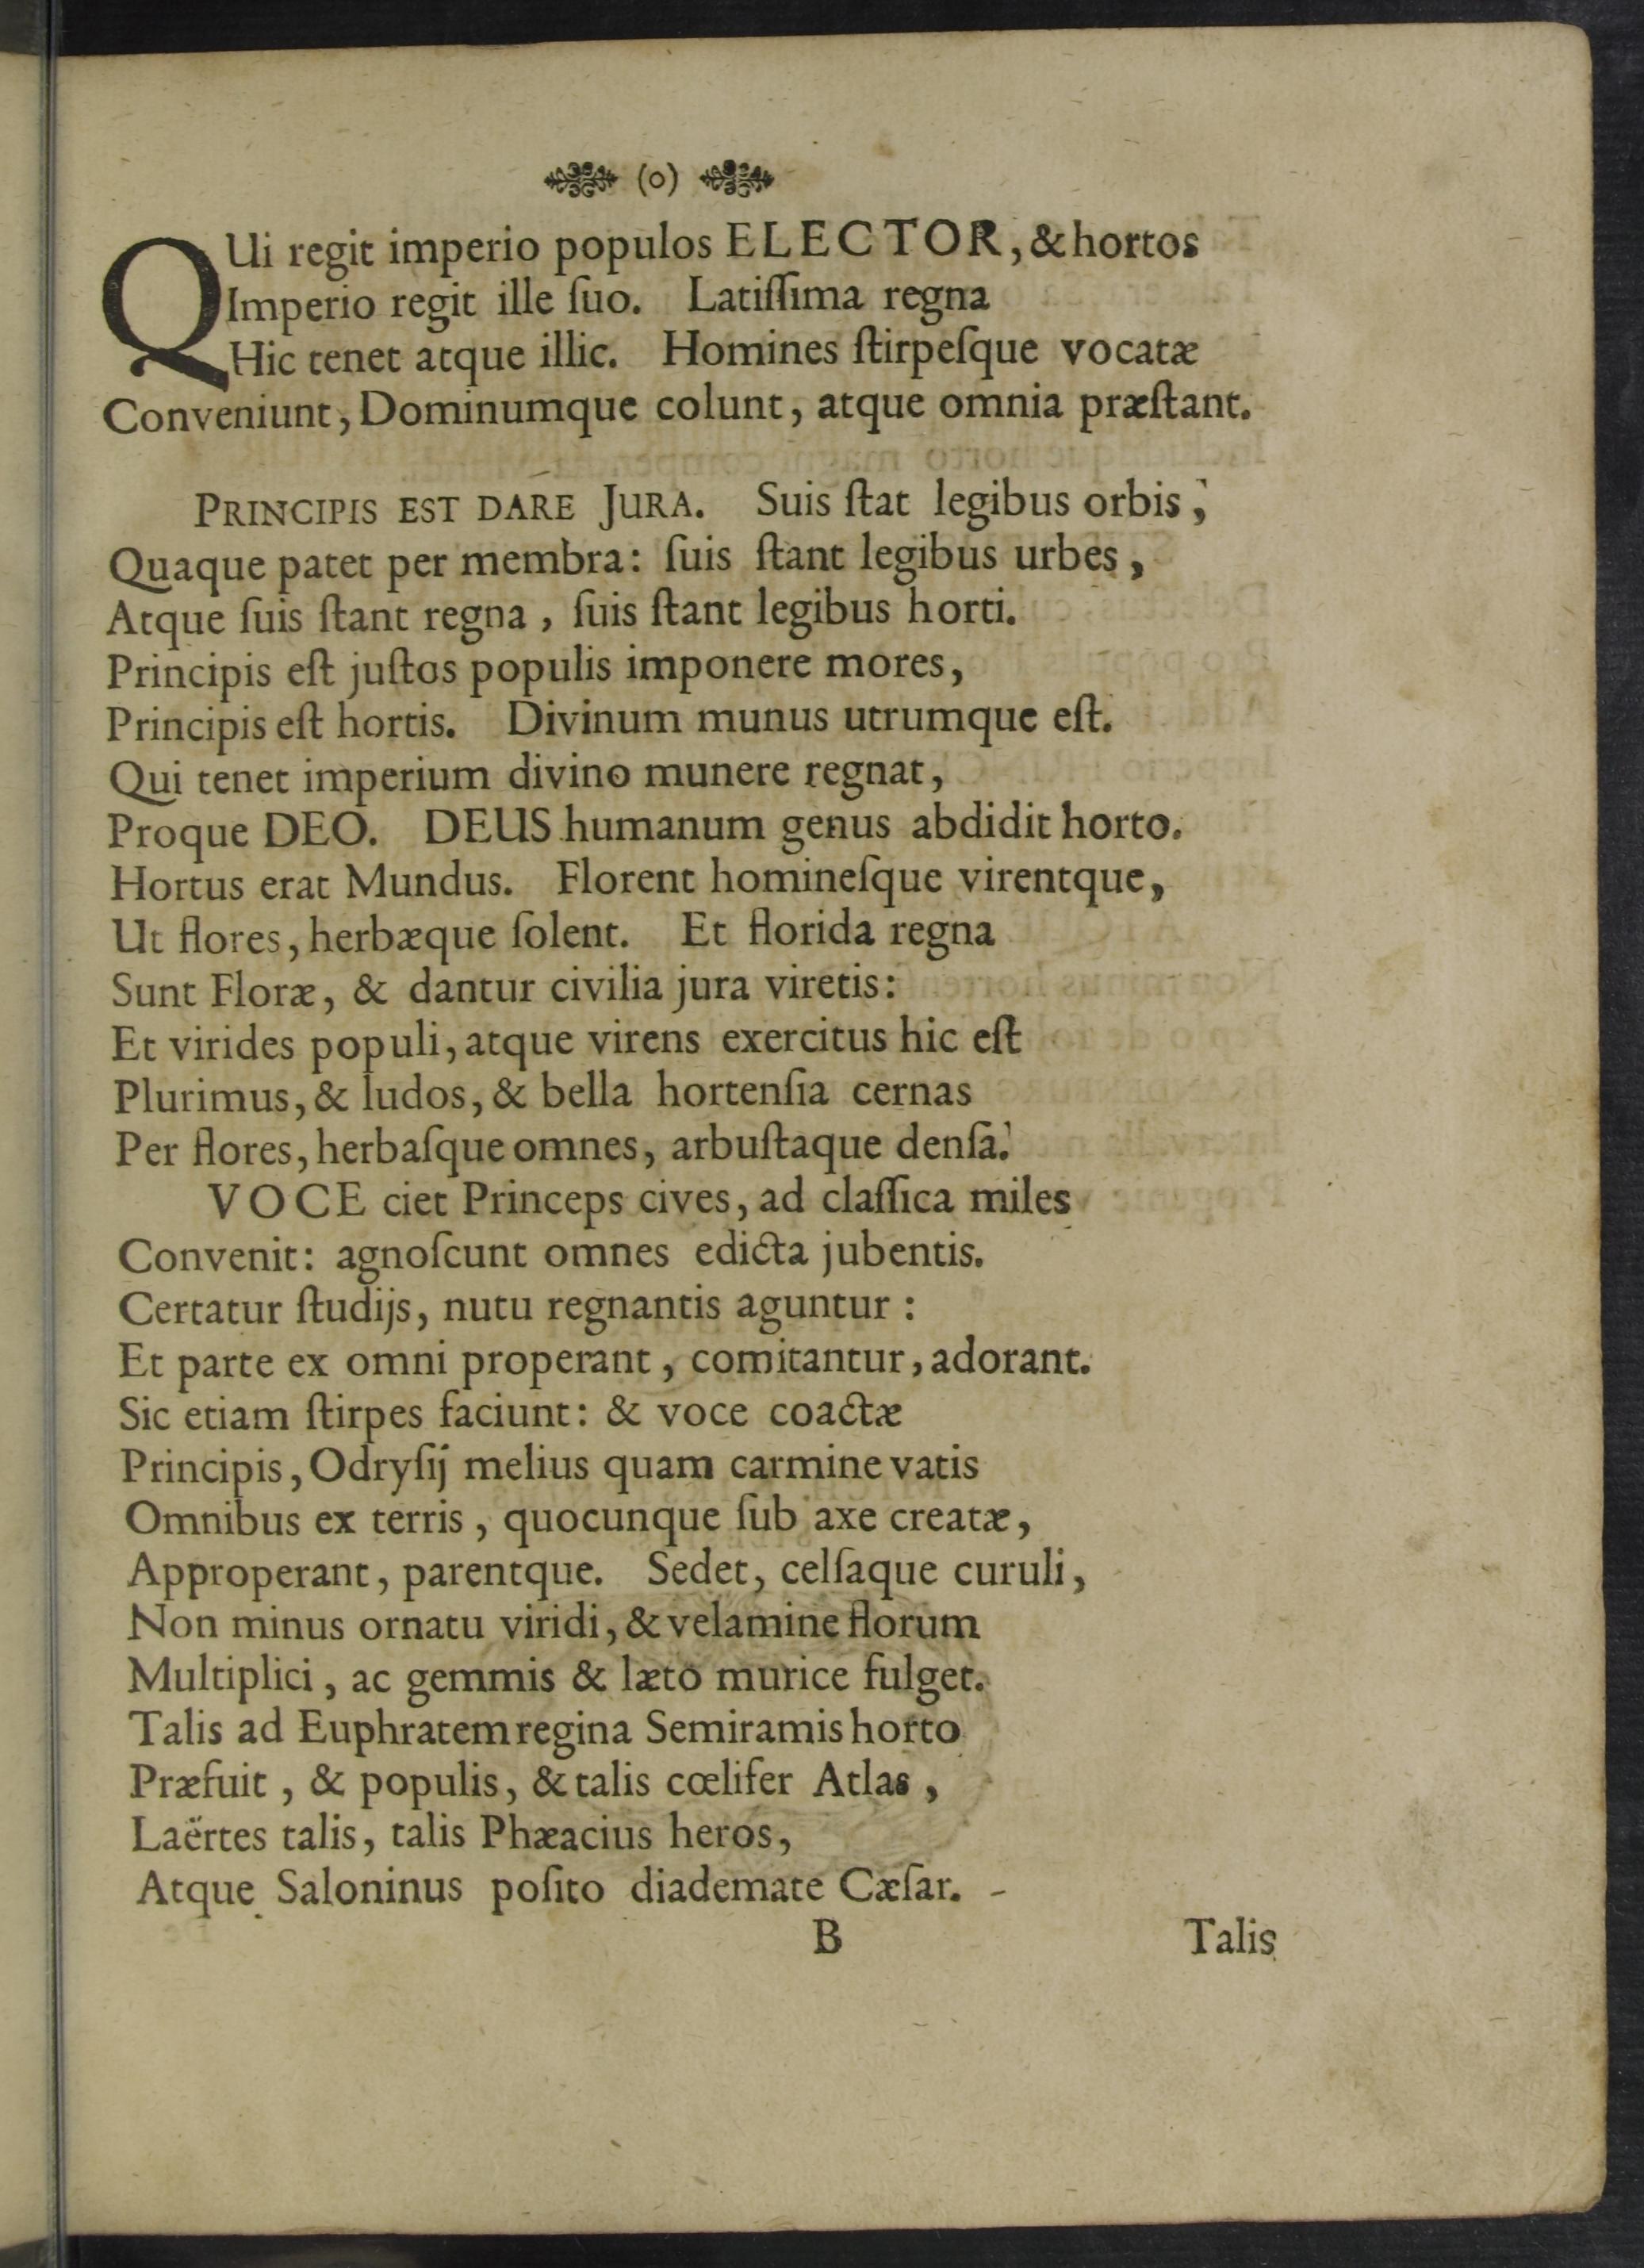 (o)
QUi regit imperio populos ELECTOR, & hortos
Imperio regit ille ſuo. Latiſſima regna
Hic tenet atque illic. Homines ſtirpeſque vocatæ
Conveniunt, Dominumque colunt, atque omnia præſtant.
PRINCIPIS EST DARE JURA. Suis ſtat legibus orbis,
Quaque patet per membra: ſuis ſtant legibus urbes,
Atque ſuis ſtant regna, ſuis ſtant legibus horti.
Principis eſt juſtos populis imponere mores,
Principis eſt hortis. Divinum munus utrumque eſt.
Qui tenet imperium divino munere regnat,
Proque DEO. DEUS humanum genus abdidit horto.
Hortus erat Mundus. Florent homineſque virentque,
Ut flores, herbæque ſolent. Et florida regna
Sunt Floræ, & dantur civilia jura viretis:
Et virides populi, atque virens exercitus hic eſt
Plurimus, & ludos, & bella hortenſia cernas
Per flores, herbaſque omnes, arbuſtaque denſa.
VOCE ciet Princeps cives, ad claſſica miles
Convenit: agnoſcunt omnes edicta jubentis.
Certatur ſtudijs, nutu regnantis aguntur:
Et parte ex omni properant, comitantur, adorant.
Sic etiam ſtirpes faciunt: & voce coactæ
Principis, Odryſij melius quam carmine vatis
Omnibus ex terris, quocunque ſub axe creatæ,
Approperant, parentque. Sedet, celſaque curuli,
Non minus ornatu viridi, & velamine florum
Multiplici, ac gemmis & læto murice fulget.
Talis ad Euphratem regina Semiramis horto
Præfuit, & populis, & talis cœlifer Atlas,
Laërtes talis, talis Phæacius heros,
Atque Saloninus poſito diademate Cæſar.
B Talis